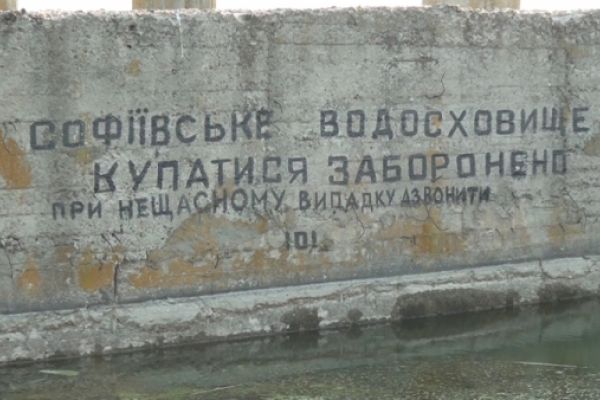 СОФІЇВСЬКЕ ВОДОСХОВИЩЕ
КУПАТИСЯ ЗАБОРОНЕНО
ПРИ НЕЩАСНОМУ ВИПАДКУ ДЗВОНИТИ
101